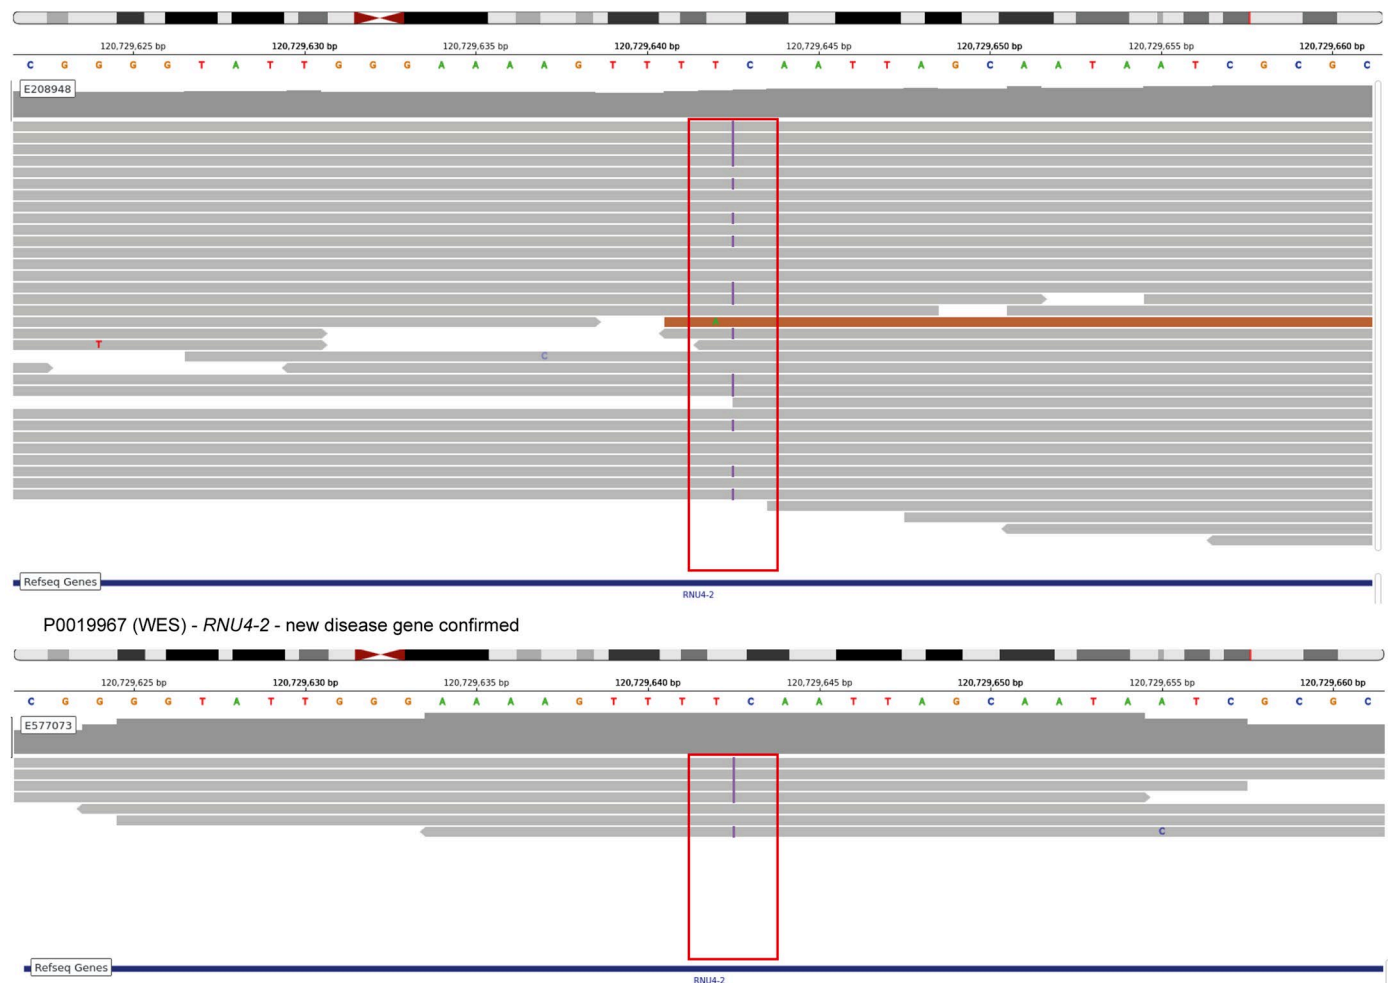 120,729,625 bp 120,729,630 bp 120,729,635 bp 120,729,640 bp 120,729,645 bp 120,729,650 bp 120,729,655 bp 120,729,660 bp
C G G G G T A T T G G G A A A A G T T T T C A A T T A G C A A T A A T C G C G C
E208948
T
C
Refseq Genes
RNU4-2
P0019967 (WES) - RNU4-2 - new disease gene confirmed
120,729,625 bp 120,729,630 bp 120,729,635 bp 120,729,640 bp 120,729,645 bp 120,729,650 bp 120,729,655 bp 120,729,660 bp
C G G G G T A T T G G G A A A A G T T T T C A A T T A G C A A T A A T C G C G C
E577073
C
Refseq Genes
RNU4-2